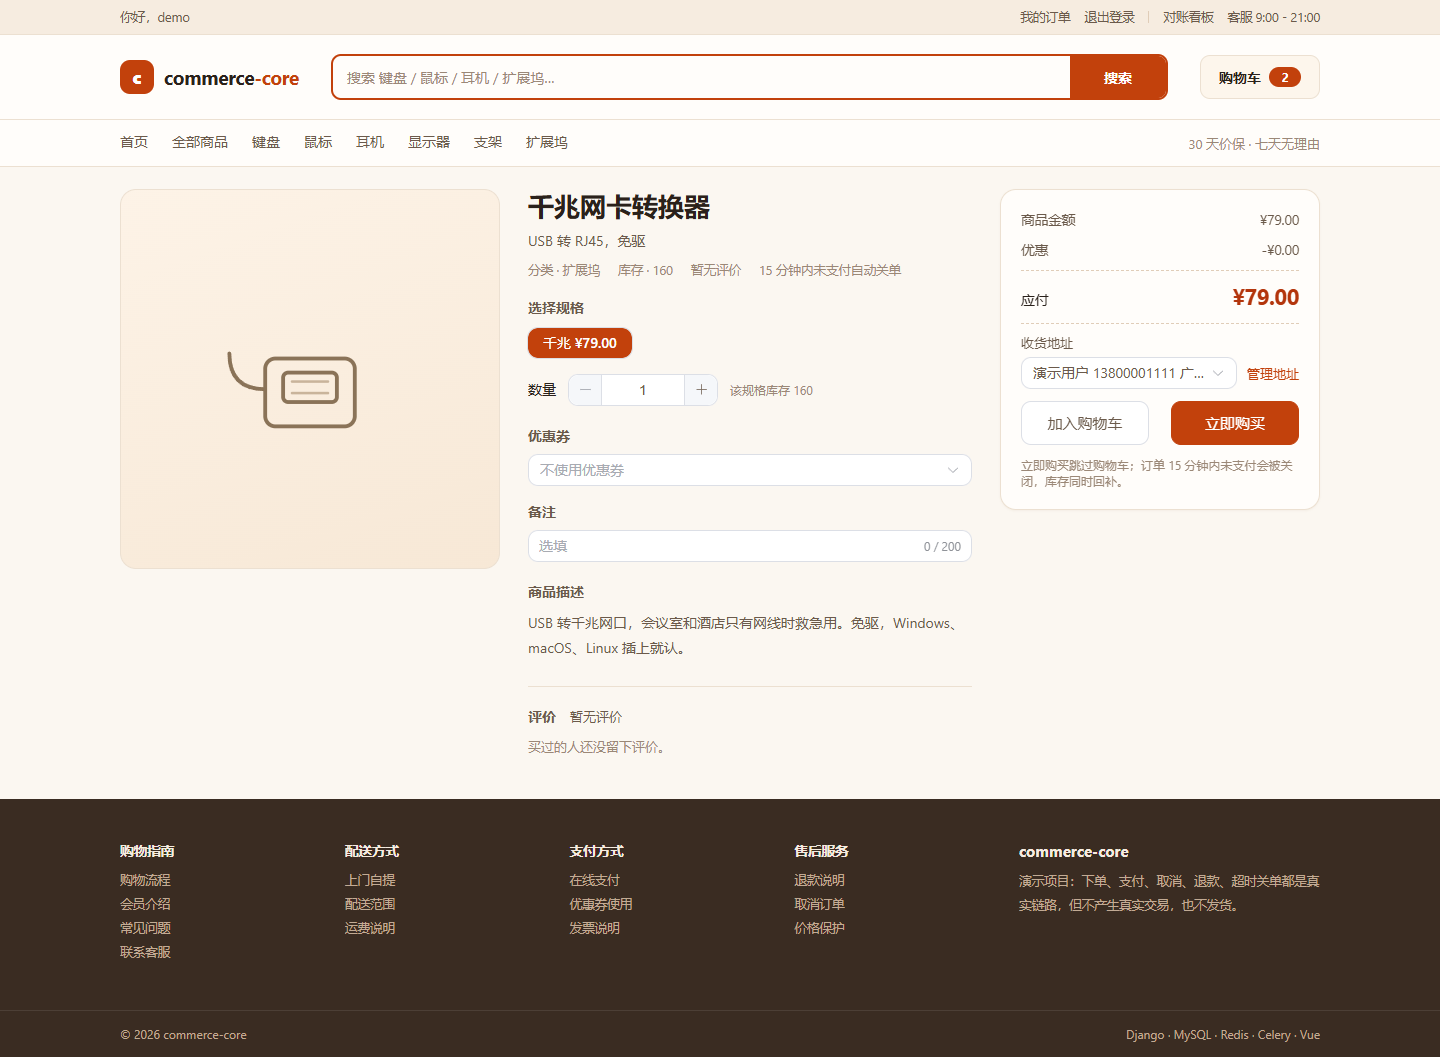 你好，demo
我的订单 退出登录 对账看板 客服 9:00 - 21:00
c commerce-core
搜索 键盘 / 鼠标 / 耳机 / 扩展坞...
搜索
购物车 2
首页 全部商品 键盘 鼠标 耳机 显示器 支架 扩展坞
30 天价保 · 七天无理由
千兆网卡转换器
USB 转 RJ45，免驱
分类 · 扩展坞 库存 · 160 暂无评价 15 分钟内未支付自动关单
选择规格
千兆 ¥79.00
数量 1 该规格库存 160
优惠券
不使用优惠券
备注
选填 0 / 200
商品描述
USB 转千兆网口，会议室和酒店只有网线时救急用。免驱，Windows、
macOS、Linux 插上就认。
评价 暂无评价
买过的人还没留下评价。
商品金额 ¥79.00
优惠 -¥0.00
应付 ¥79.00
收货地址
演示用户 13800001111 广... 管理地址
加入购物车 立即购买
立即购买跳过购物车；订单 15 分钟内未支付会被关
闭，库存同时回补。
购物指南
购物流程
会员介绍
常见问题
联系客服
配送方式
上门自提
配送范围
运费说明
支付方式
在线支付
优惠券使用
发票说明
售后服务
退款说明
取消订单
价格保护
commerce-core
演示项目：下单、支付、取消、退款、超时关单都是真
实链路，但不产生真实交易，也不发货。
© 2026 commerce-core
Django · MySQL · Redis · Celery · Vue